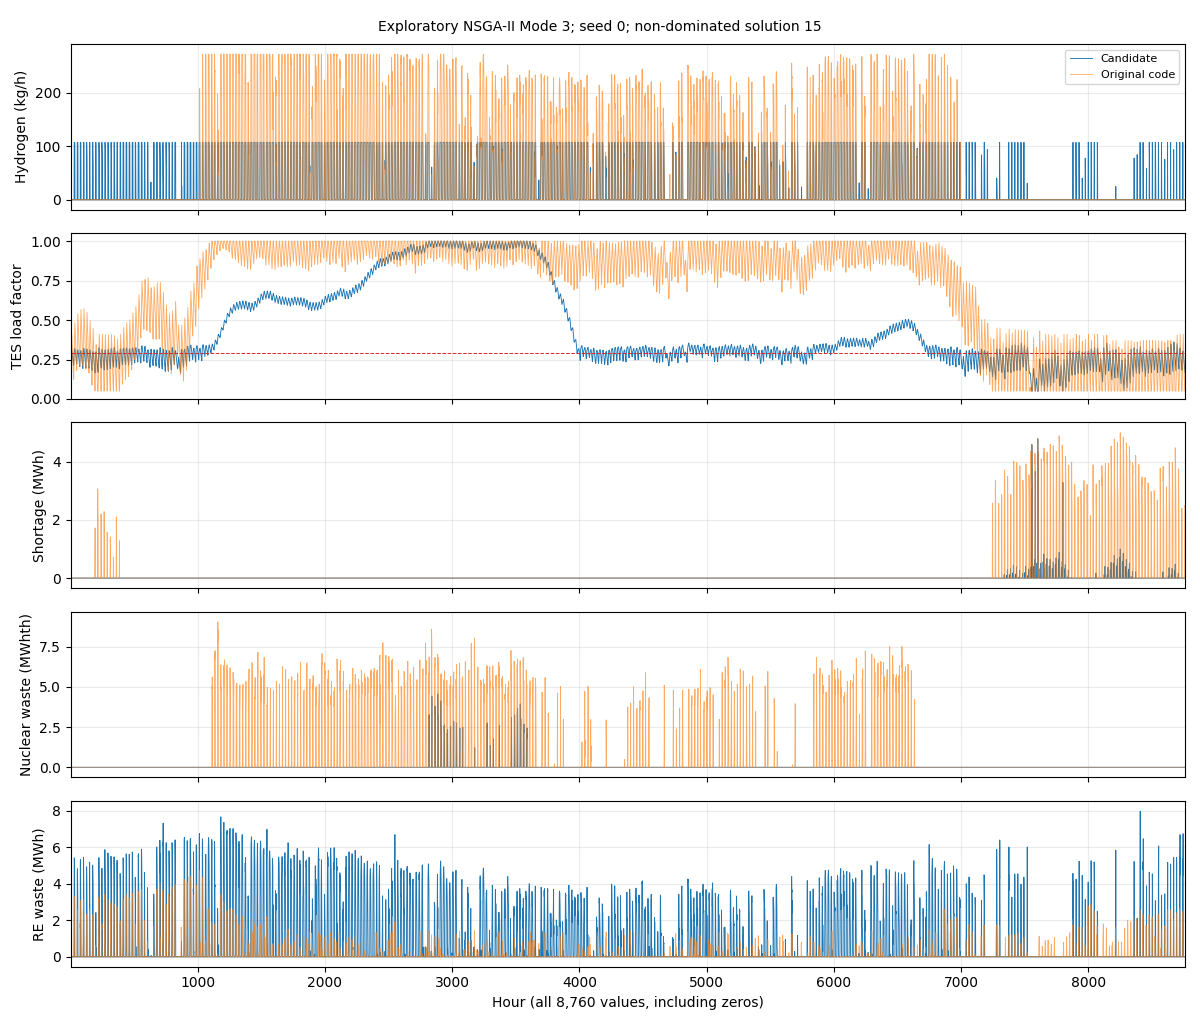 Exploratory NSGA-II Mode 3; seed 0; non-dominated solution 15
Hydrogen (kg/h)
200
100
0
Candidate
Original code
TES load factor
1.00
0.75
0.50
0.25
0.00
Shortage (MWh)
4
2
0
Nuclear waste (MWhth)
7.5
5.0
2.5
0.0
RE waste (MWh)
8
6
4
2
0
1000 2000 3000 4000 5000 6000 7000 8000
Hour (all 8,760 values, including zeros)